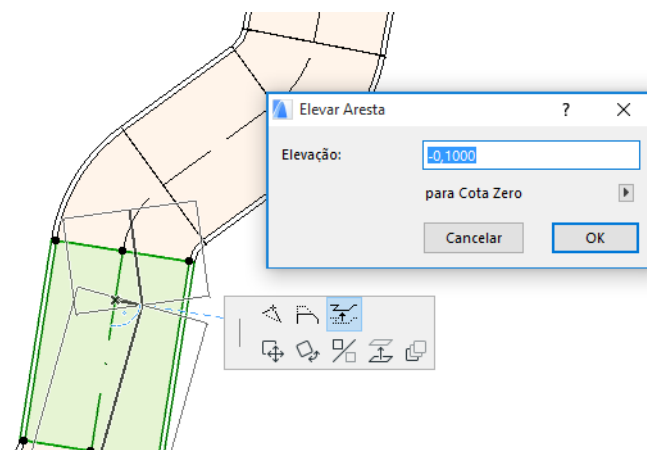 Elevar Aresta
?
Elevação:
-0,1000
para Cota Zero
Cancelar
OK